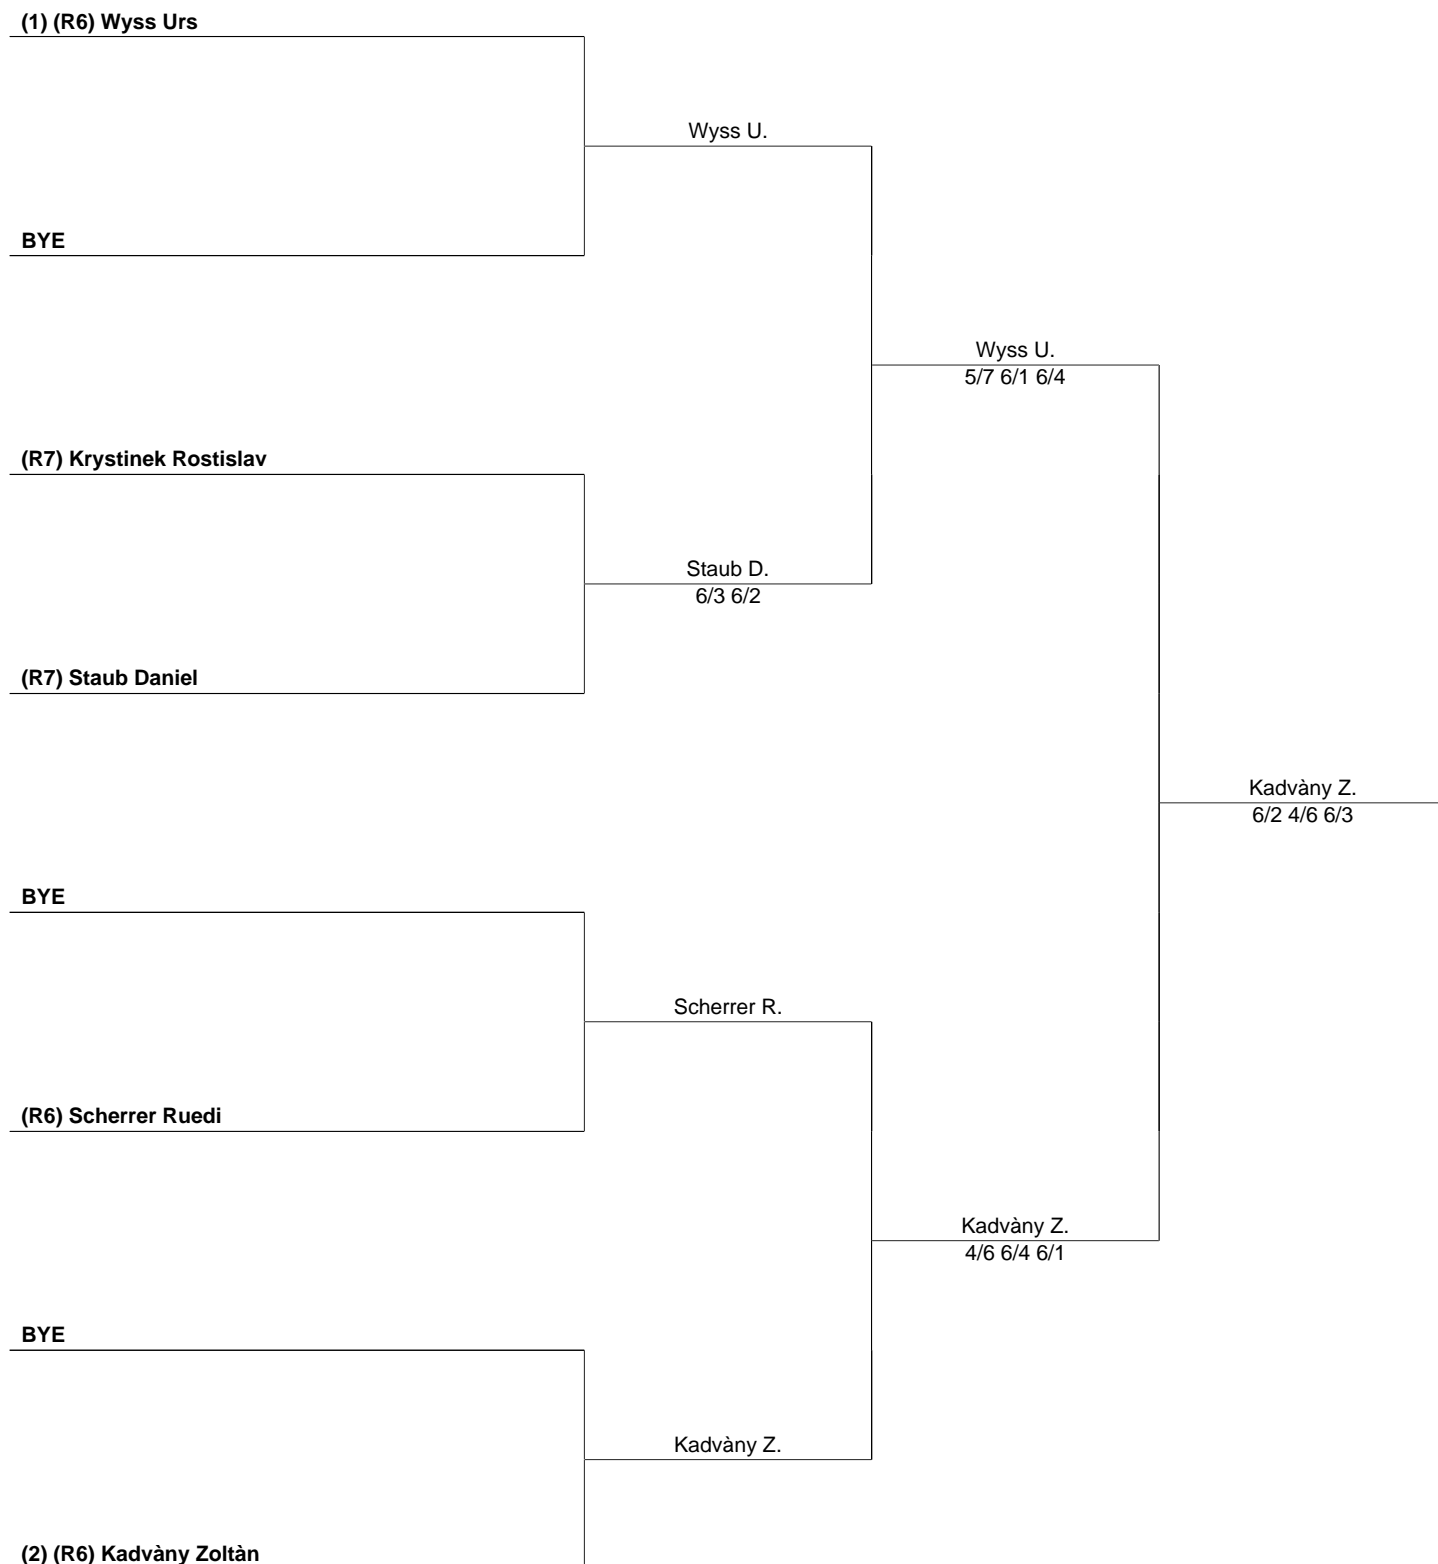 (1) (R6) Wyss Urs
Wyss U.
BYE
Wyss U.
5/7 6/1 6/4
(R7) Krystinek Rostislav
Staub D.
6/3 6/2
(R7) Staub Daniel
Kadvàny Z.
6/2 4/6 6/3
BYE
Scherrer R.
(R6) Scherrer Ruedi
Kadvàny Z.
4/6 6/4 6/1
BYE
Kadvàny Z.
(2) (R6) Kadvàny Zoltàn